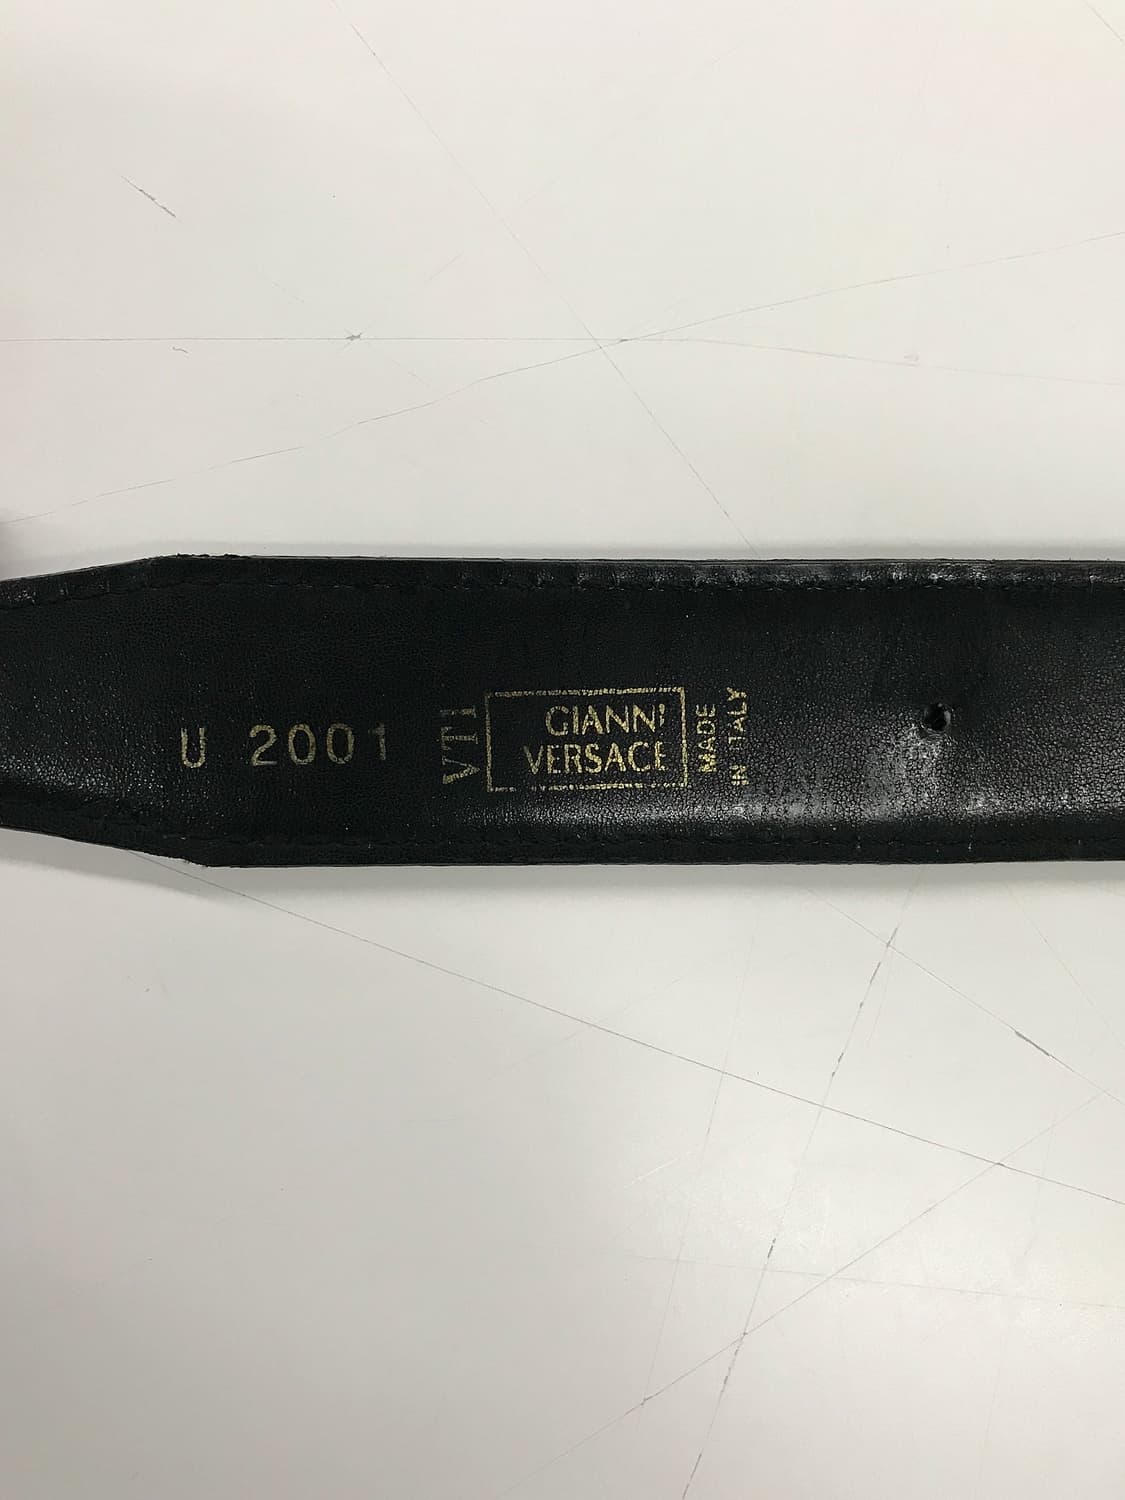 U 2001
VTI
GIANNI
VERSACE
MADE
IN ITALY